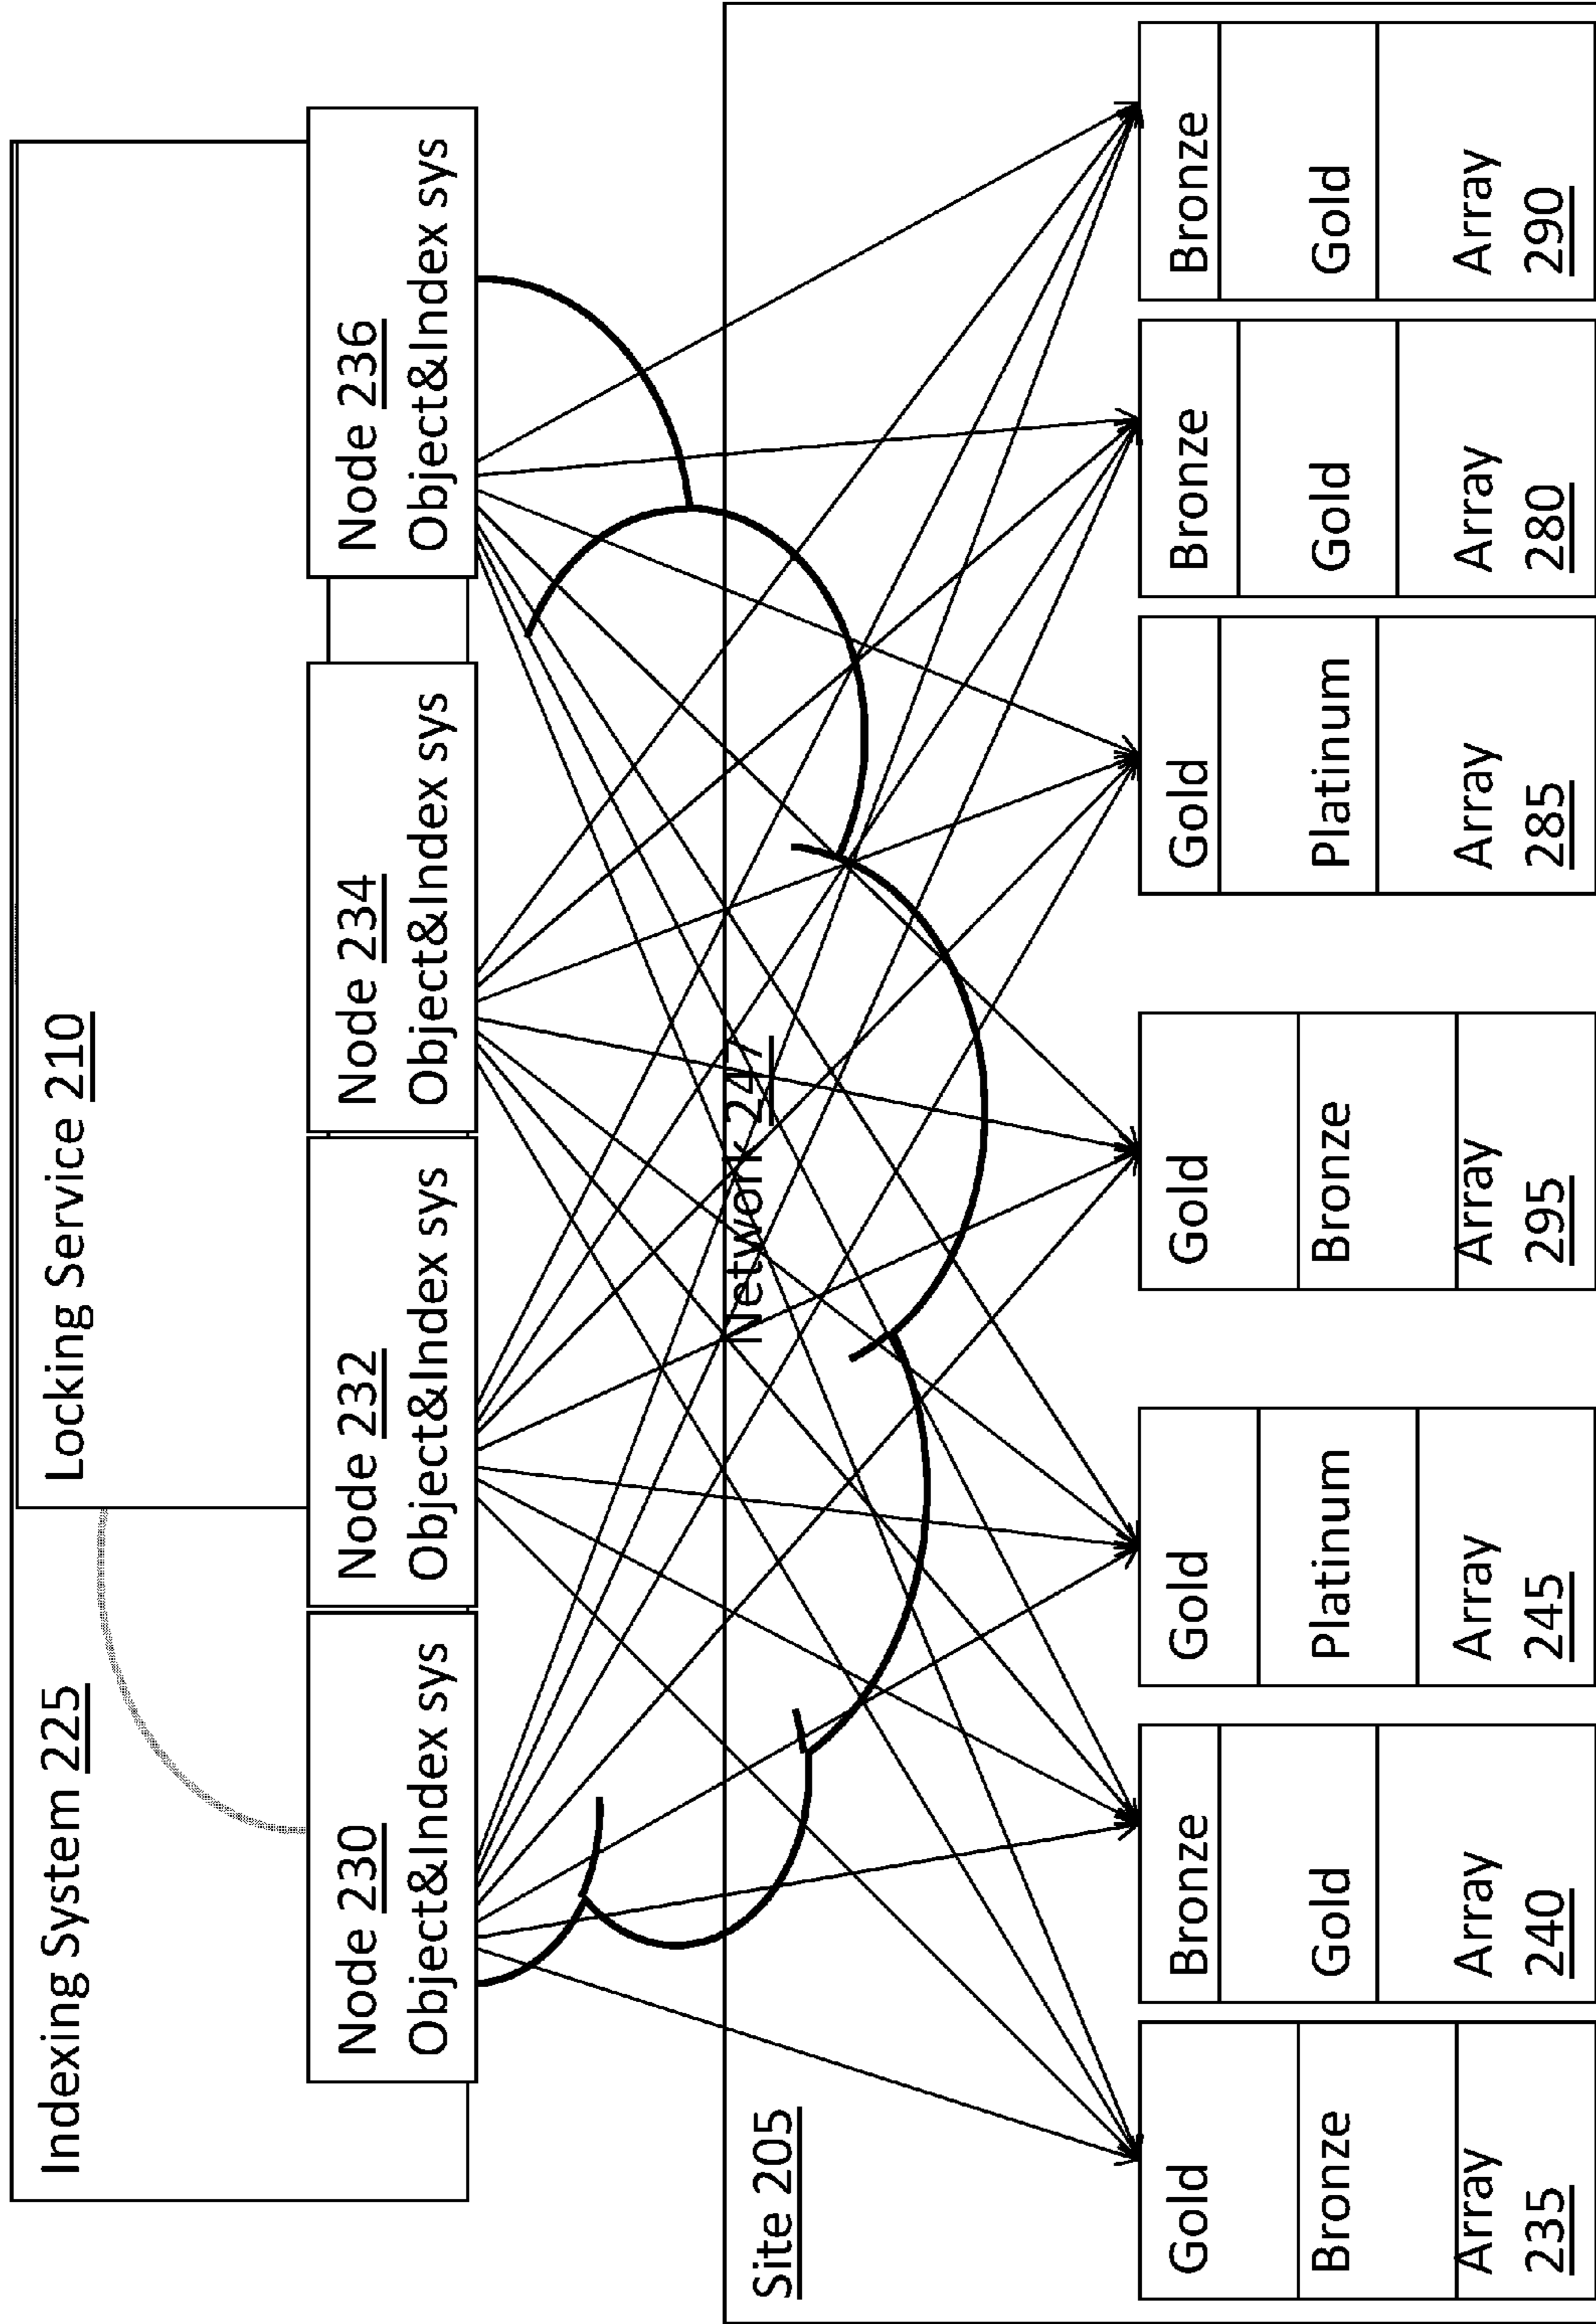 Indexing System 225
Locking Service 210
Node 230
Object&Index sys
Node 232
Object&Index sys
Node 234
Object&Index sys
Node 236
Object&Index sys
Network 247
Site 205
Gold
Bronze
Array
235
Bronze
Gold
Array
240
Gold
Platinum
Array
245
Gold
Bronze
Array
295
Gold
Platinum
Array
285
Bronze
Gold
Array
280
Bronze
Gold
Array
290